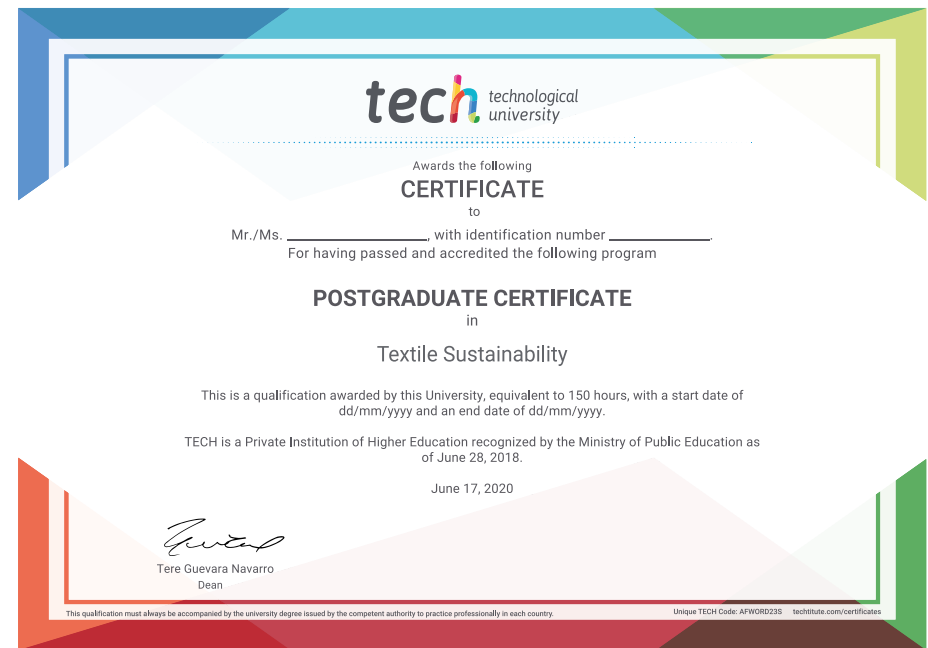 tech technological
university
Awards the following
CERTIFICATE
to
Mr./Ms. ____________________, with identification number ______________.
For having passed and accredited the following program
POSTGRADUATE CERTIFICATE
in
Textile Sustainability
This is a qualification awarded by this University, equivalent to 150 hours, with a start date of
dd/mm/yyyy and an end date of dd/mm/yyyy.
TECH is a Private Institution of Higher Education recognized by the Ministry of Public Education as
of June 28, 2018.
June 17, 2020
Tere Guevara Navarro
Dean
This qualification must always be accompanied by the university degree issued by the competent authority to practice professionally in each country.
Unique TECH Code: AFWORD23S techtitute.com/certificates